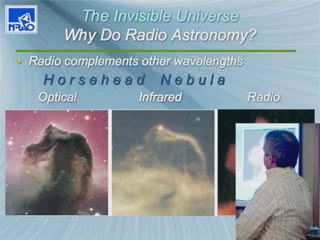 NRAO
The Invisible Universe
Why Do Radio Astronomy?
Radio complements other wavelengths
Horsehead Nebula
Optical Infrared Radio